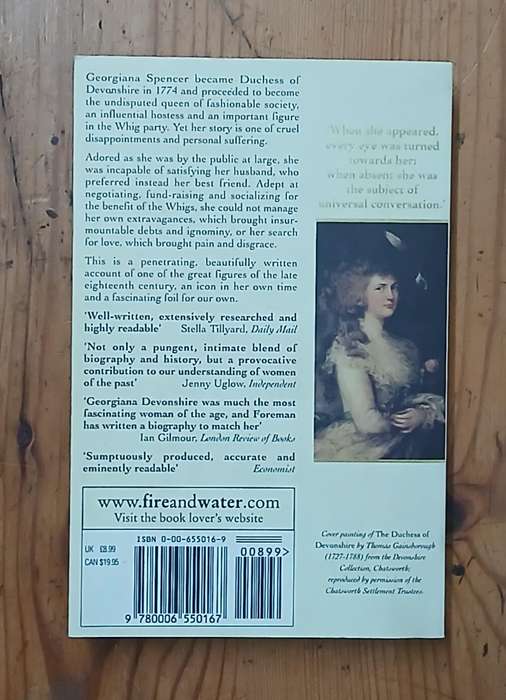 Georgiana Spencer became Duchess of
Devonshire in 1774 and proceeded to become
the undisputed queen of fashionable society,
an influential hostess and an important figure
in the Whig party. Yet her story is one of cruel
disappointments and personal suffering.
Adored as she was by the public at large, she
was incapable of satisfying her husband, who
preferred instead her best friend. Adept at
negotiating, fund-raising and socializing for
the benefit of the Whigs, she could not manage
her own extravagances, which brought insur-
mountable debts and ignominy, or her search
for love, which brought pain and disgrace.
This is a penetrating, beautifully written
account of one of the great figures of the late
eighteenth century, an icon in her own time
and a fascinating foil for our own.
'Well-written, extensively researched and
highly readable' Stella Tillyard, Daily Mail
'Not only a pungent, intimate blend of
biography and history, but a provocative
contribution to our understanding of women
of the past' Jenny Uglow, Independent
'Georgiana Devonshire was much the most
fascinating woman of the age, and Foreman
has written a biography to match her'
Ian Gilmour, London Review of Books
'Sumptuously produced, accurate and
eminently readable' Economist
www.fireandwater.com
Visit the book lover's website
UK £8.99
CAN $19.95
ISBN 0-00-655016-9
00899>
9 780006 550167
'When she appeared,
every eye was turned
towards her;
when absent she was
the subject of
universal conversation.'
Cover painting of The Duchess of
Devonshire by Thomas Gainsborough
(1727-1788) from the Devonshire
Collection, Chatsworth;
reproduced by permission of the
Chatsworth Settlement Trustees.